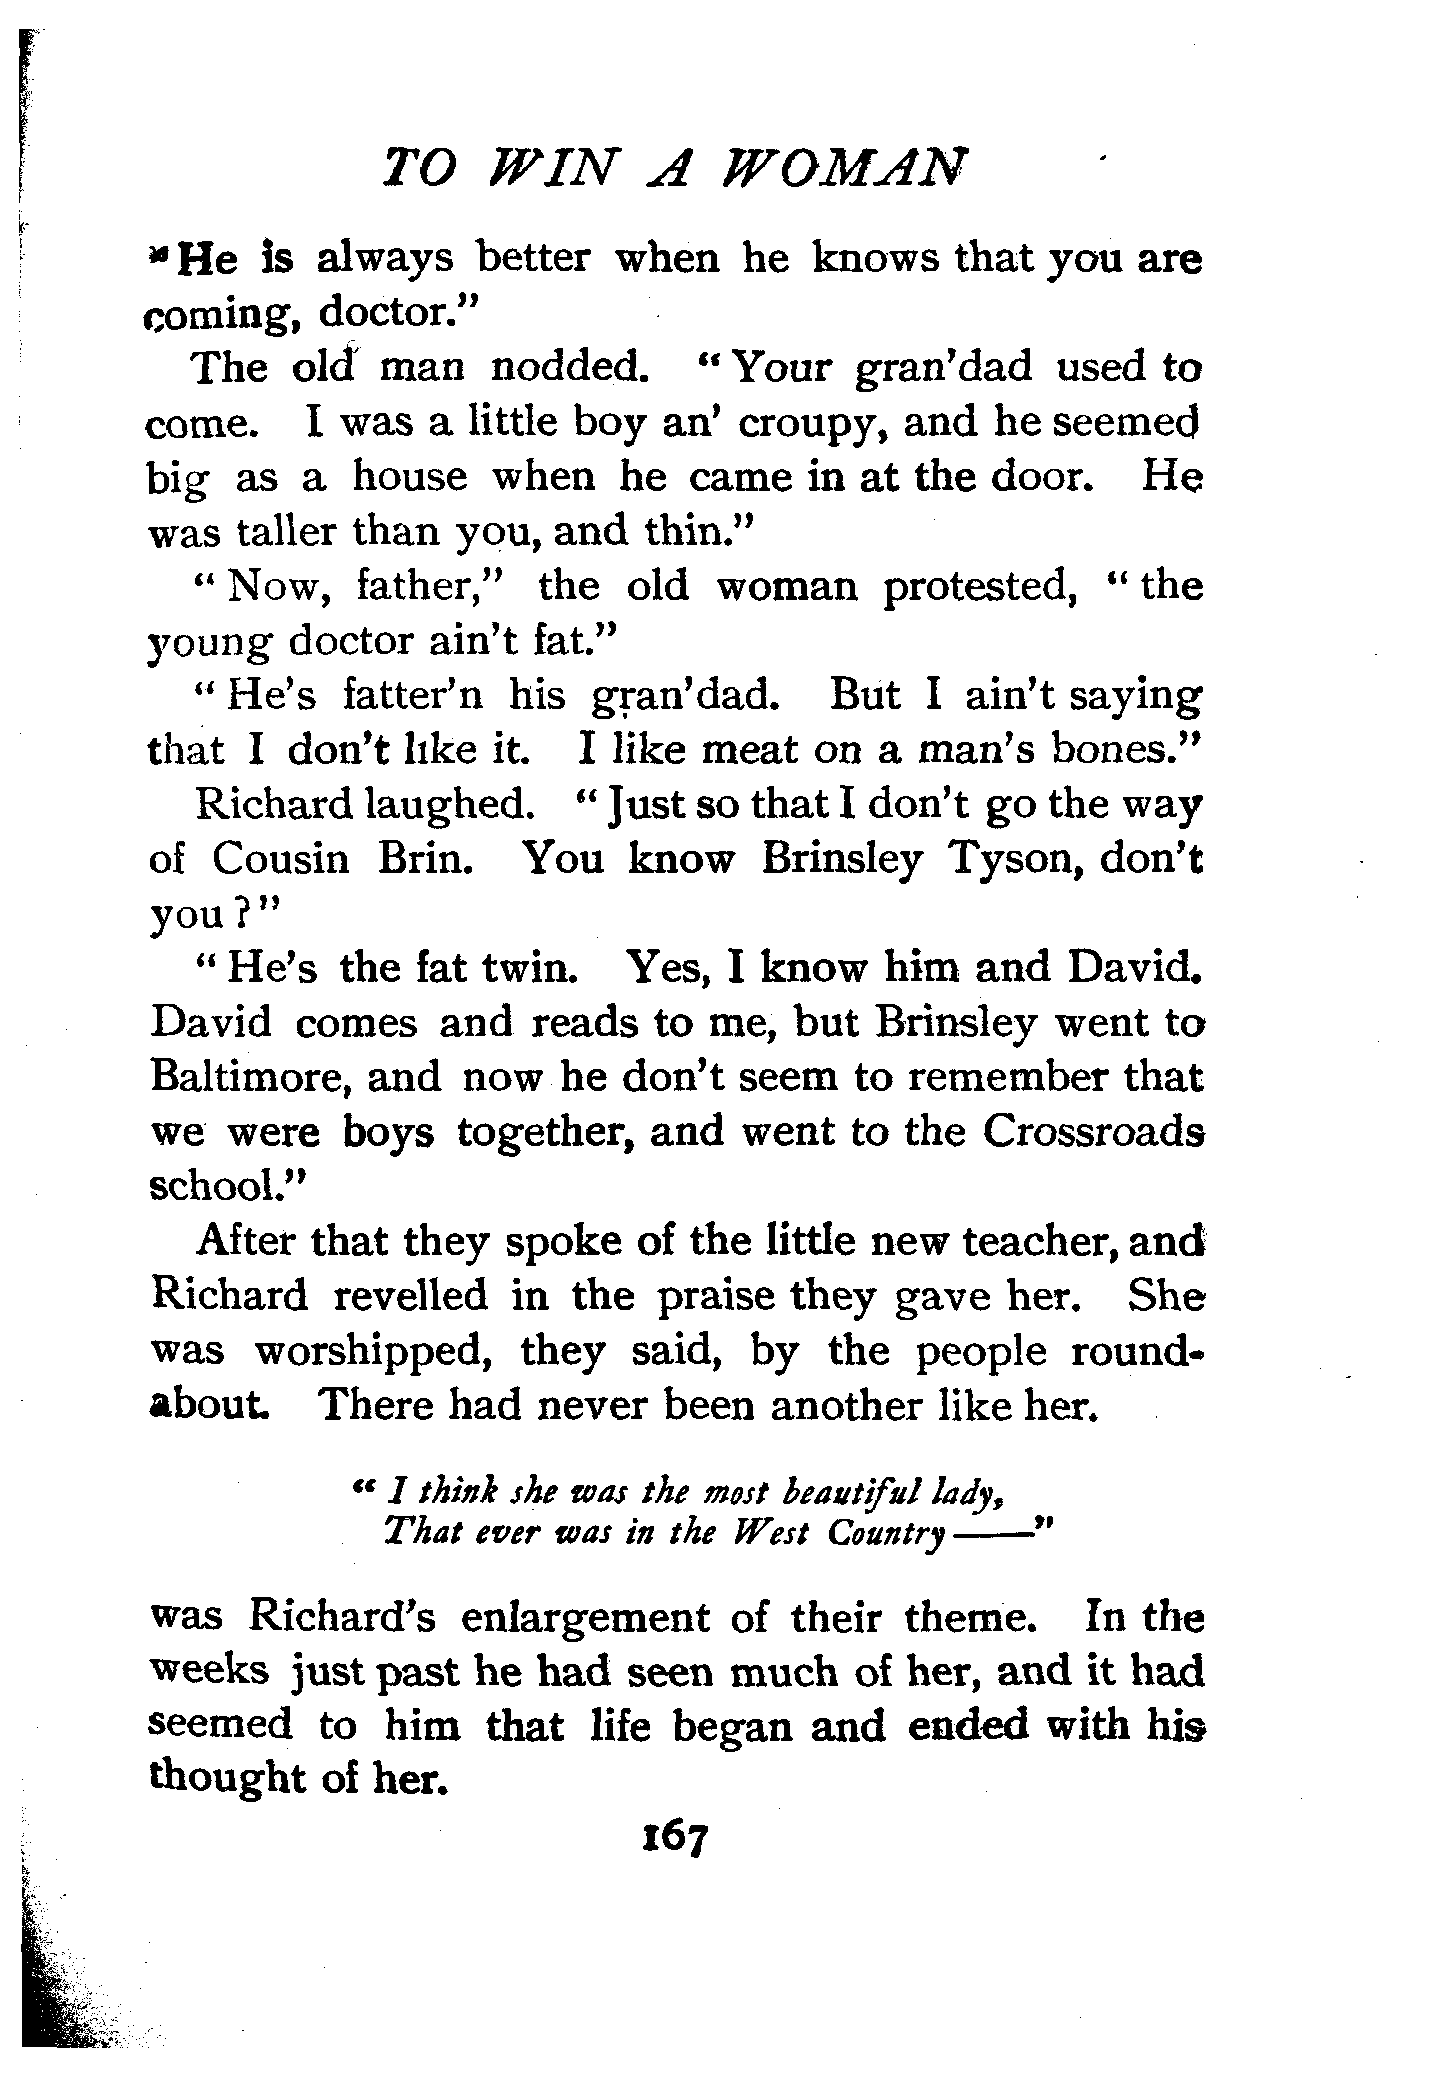 TO WIN A WOMAN
"He is always better when he knows that you are
coming, doctor."
The old man nodded. "Your gran'dad used to
come. I was a little boy an' croupy, and he seemed
big as a house when he came in at the door. He
was taller than you, and thin."
"Now, father," the old woman protested, "the
young doctor ain't fat."
"He's fatter'n his gran'dad. But I ain't saying
that I don't like it. I like meat on a man's bones."
Richard laughed. "Just so that I don't go the way
of Cousin Brin. You know Brinsley Tyson, don't
you?"
"He's the fat twin. Yes, I know him and David.
David comes and reads to me, but Brinsley went to
Baltimore, and now he don't seem to remember that
we were boys together, and went to the Crossroads
school."
After that they spoke of the little new teacher, and
Richard revelled in the praise they gave her. She
was worshipped, they said, by the people round-
about. There had never been another like her.
"I think she was the most beautiful lady,
That ever was in the West Country——"
was Richard's enlargement of their theme. In the
weeks just past he had seen much of her, and it had
seemed to him that life began and ended with his
thought of her.
167